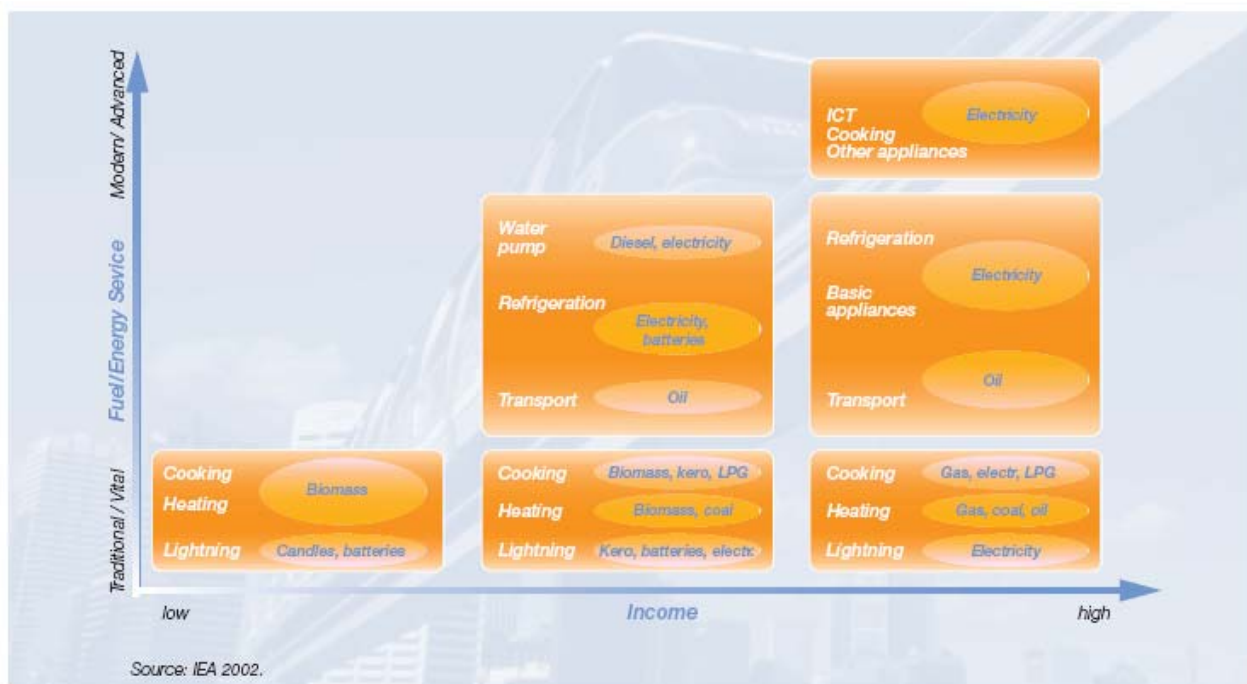 Modern/ Advanced
Fuel/Energy Sevice
Traditional / Vital
ICT
Cooking
Other appliances
Electricity
Water
pump
Diesel, electricity
Refrigeration
Electricity,
batteries
Transport
Oil
Refrigeration
Electricity
Basic
appliances
Oil
Transport
Cooking
Biomass
Heating
Lightning
Candles, batteries
Cooking
Biomass, kero, LPG
Heating
Biomass, coal
Lightning
Kero, batteries, electr.
Cooking
Gas, electr, LPG
Heating
Gas, coal, oil
Lightning
Electricity
low
Income
high
Source: IEA 2002.